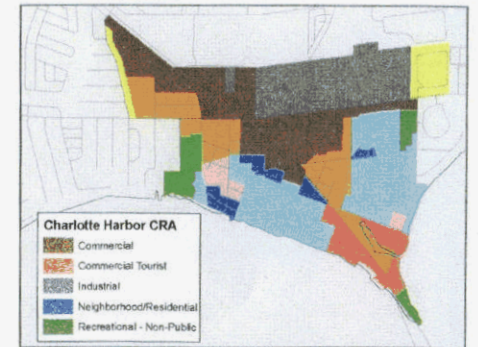 Charlotte Harbor CRA
Commercial
Commercial Tourist
Industrial
Neighborhood/Residential
Recreational - Non-Public